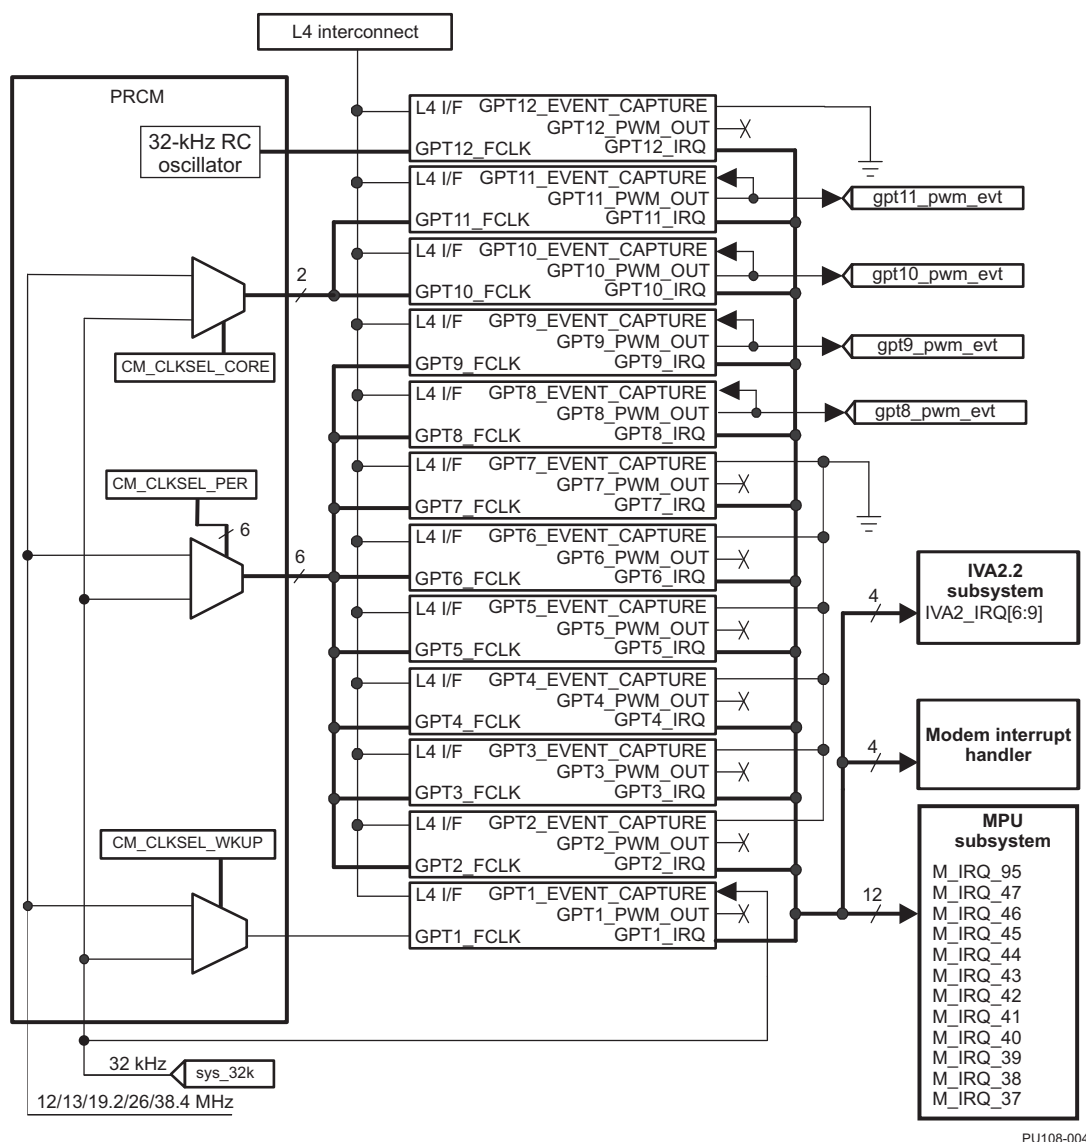 L4 interconnect
PRCM
32-kHz RC
oscillator
L4 I/F GPT12_EVENT_CAPTURE
GPT12_PWM_OUT
GPT12_FCLK GPT12_IRQ
L4 I/F GPT11_EVENT_CAPTURE
GPT11_PWM_OUT
GPT11_FCLK GPT11_IRQ
gpt11_pwm_evt
L4 I/F GPT10_EVENT_CAPTURE
GPT10_PWM_OUT
GPT10_FCLK GPT10_IRQ
gpt10_pwm_evt
2
CM_CLKSEL_CORE
L4 I/F GPT9_EVENT_CAPTURE
GPT9_PWM_OUT
GPT9_FCLK GPT9_IRQ
gpt9_pwm_evt
L4 I/F GPT8_EVENT_CAPTURE
GPT8_PWM_OUT
GPT8_FCLK GPT8_IRQ
gpt8_pwm_evt
L4 I/F GPT7_EVENT_CAPTURE
GPT7_PWM_OUT
GPT7_FCLK GPT7_IRQ
CM_CLKSEL_PER
6
6
L4 I/F GPT6_EVENT_CAPTURE
GPT6_PWM_OUT
GPT6_FCLK GPT6_IRQ
L4 I/F GPT5_EVENT_CAPTURE
GPT5_PWM_OUT
GPT5_FCLK GPT5_IRQ
4
IVA2.2
subsystem
IVA2_IRQ[6:9]
L4 I/F GPT4_EVENT_CAPTURE
GPT4_PWM_OUT
GPT4_FCLK GPT4_IRQ
L4 I/F GPT3_EVENT_CAPTURE
GPT3_PWM_OUT
GPT3_FCLK GPT3_IRQ
4
Modem interrupt
handler
L4 I/F GPT2_EVENT_CAPTURE
GPT2_PWM_OUT
GPT2_FCLK GPT2_IRQ
CM_CLKSEL_WKUP
L4 I/F GPT1_EVENT_CAPTURE
GPT1_PWM_OUT
GPT1_FCLK GPT1_IRQ
12
MPU
subsystem
M_IRQ_95
M_IRQ_47
M_IRQ_46
M_IRQ_45
M_IRQ_44
M_IRQ_43
M_IRQ_42
M_IRQ_41
M_IRQ_40
M_IRQ_39
M_IRQ_38
M_IRQ_37
32 kHz
sys_32k
12/13/19.2/26/38.4 MHz
PU108-004